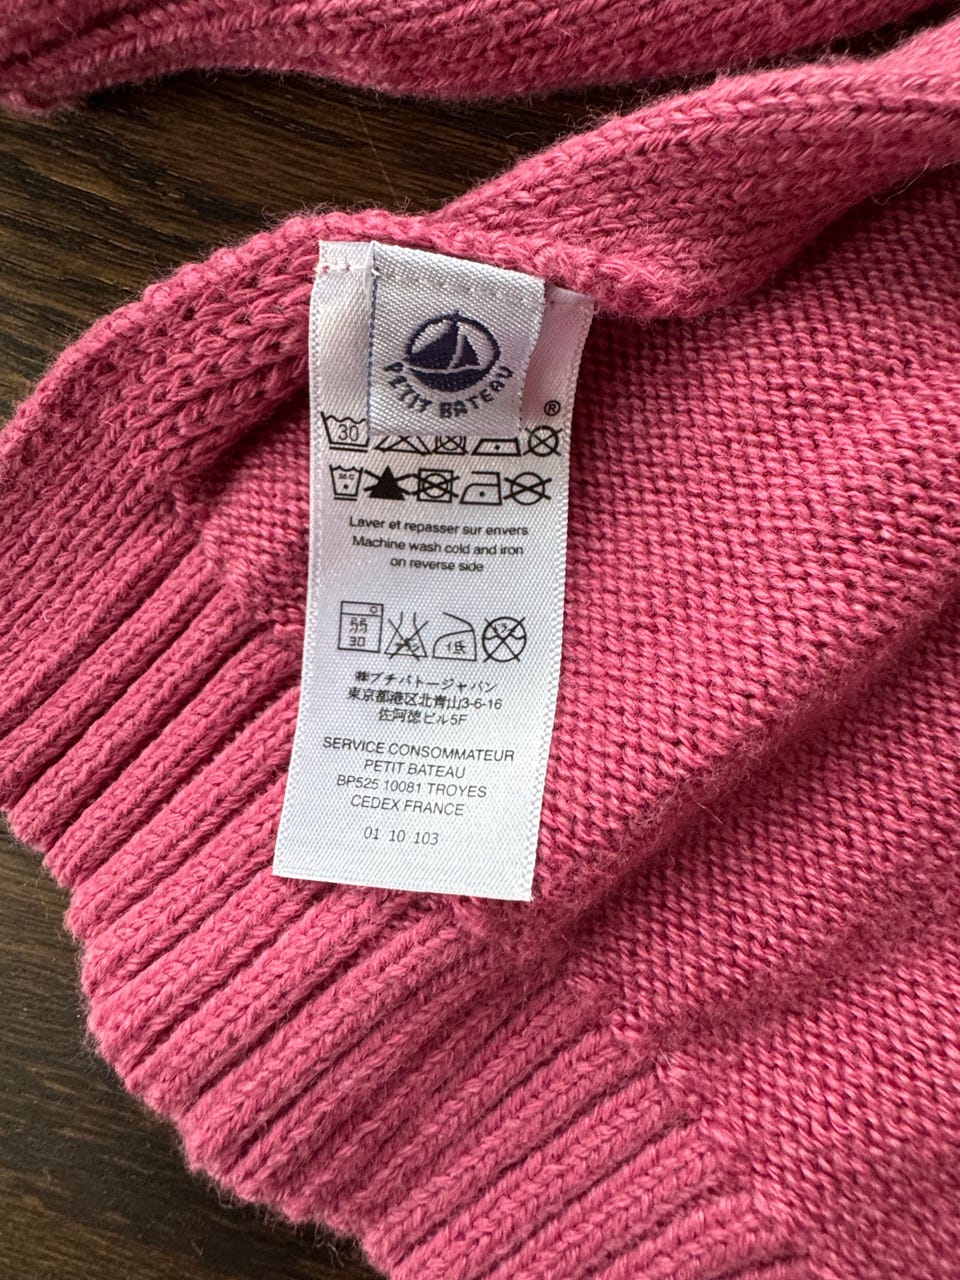 PETIT BATEAU
®
30
Laver et repasser sur envers
Machine wash cold and iron
on reverse side
30
㈱プチバトージャパン
東京都港区北青山3-6-16
佐阿徳ビル5F
SERVICE CONSOMMATEUR
PETIT BATEAU
BP525 10081 TROYES
CEDEX FRANCE
01 10 103